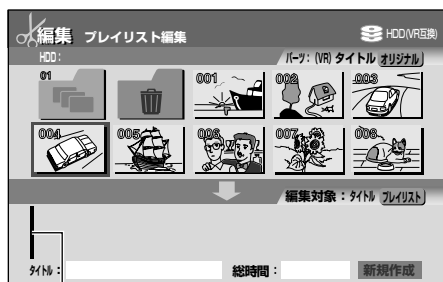 編集 プレイリスト編集 HDD(VR互換)
HDD: パーツ: (VR) タイトル オリジナル
01 001 002 003
004 005 006 007 008
編集対象 : タイトル プレイリスト
タイトル : 総時間 : 新規作成